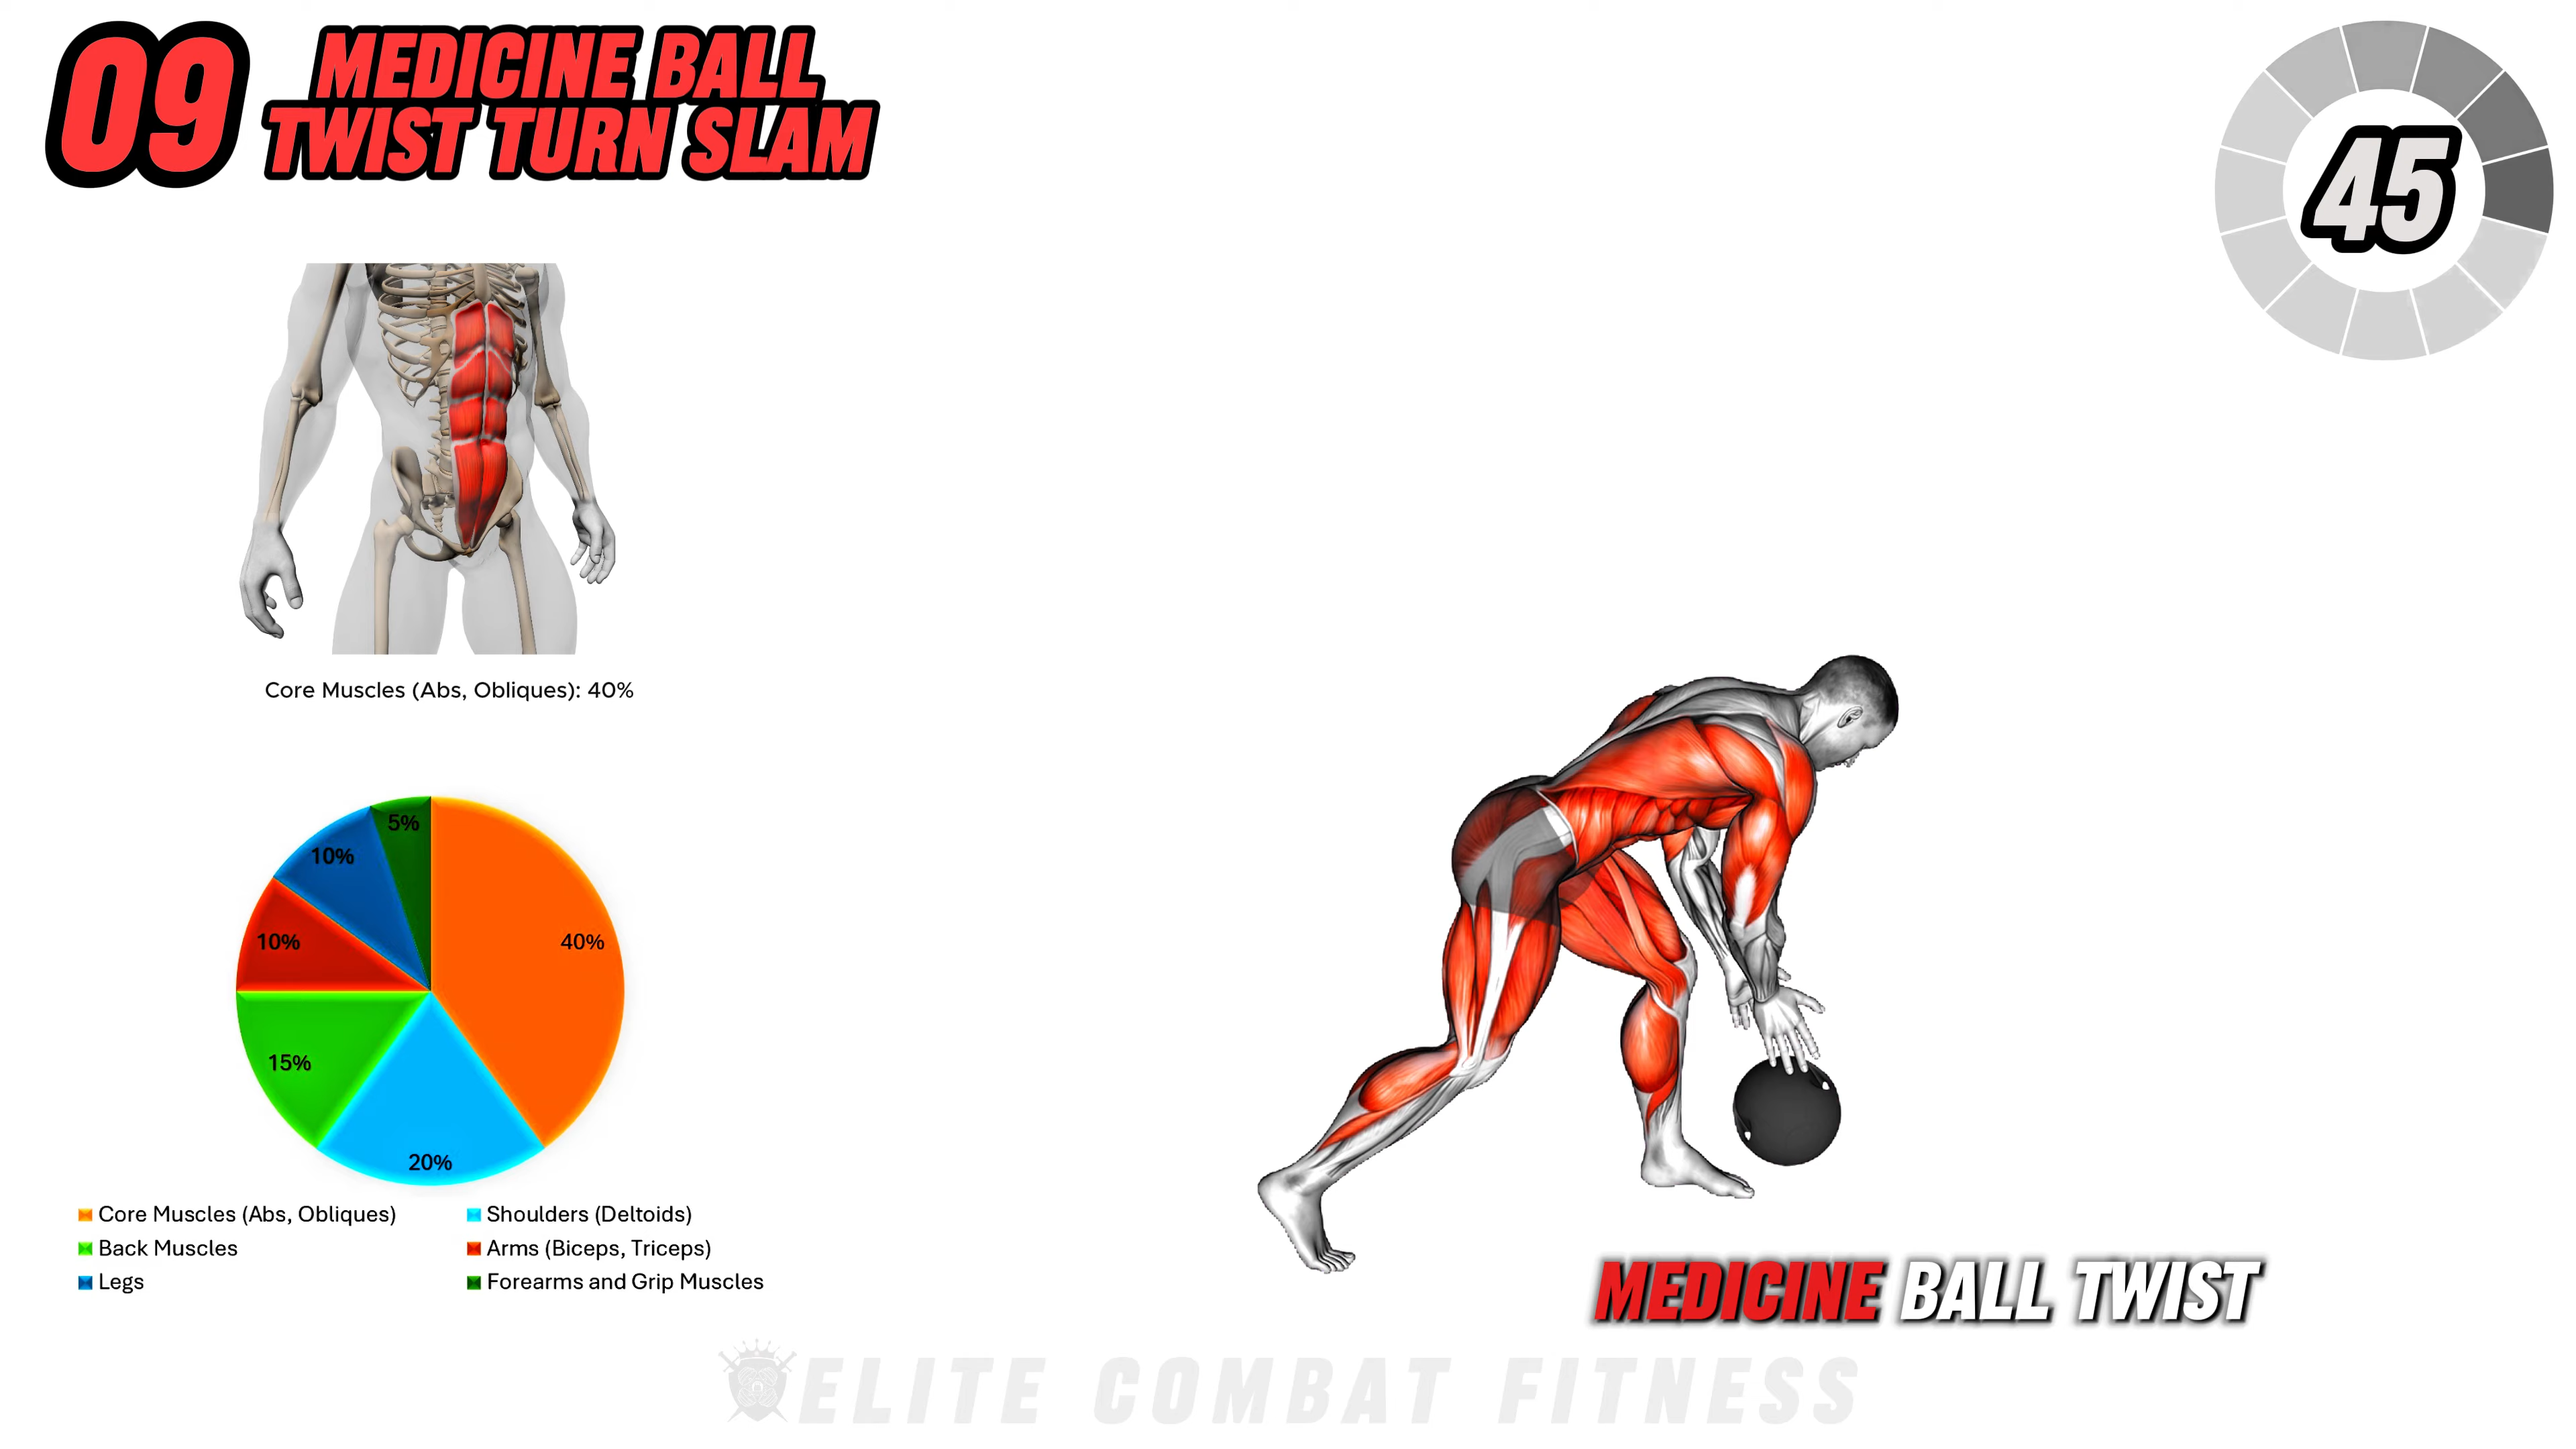 09
MEDICINE BALL
TWIST TURN SLAM
45
Core Muscles (Abs, Obliques): 40%
5%
10%
10%
40%
15%
20%
Core Muscles (Abs, Obliques)
Shoulders (Deltoids)
Back Muscles
Arms (Biceps, Triceps)
Legs
Forearms and Grip Muscles
MEDICINE BALL TWIST
ELITE COMBAT FITNESS